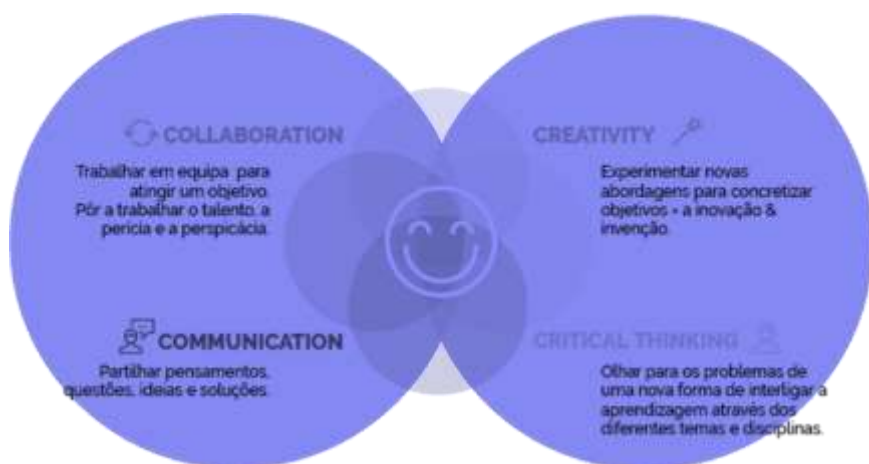 COLLABORATION
Trabalhar em equipa para
atingir um objetivo.
Pôr a trabalhar o talento, a
perícia e a perspicácia.
CREATIVITY
Experimentar novas
abordagens para concretizar
objetivos = a inovação &
invenção.
COMMUNICATION
Partilhar pensamentos,
questões, ideias e soluções.
CRITICAL THINKING
Olhar para os problemas de
uma nova forma de interligar a
aprendizagem através dos
diferentes temas e disciplinas.